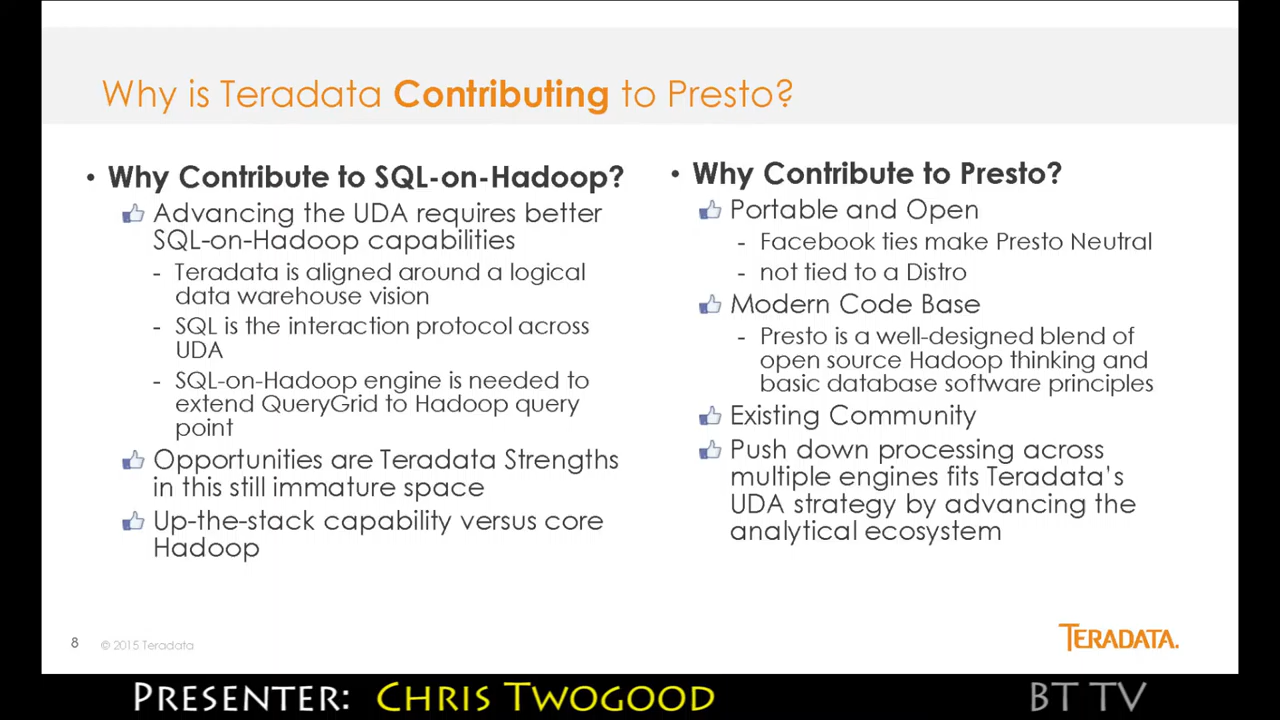 Why is Teradata Contributing to Presto?
• Why Contribute to SQL-on-Hadoop?
Advancing the UDA requires better
SQL-on-Hadoop capabilities
- Teradata is aligned around a logical
data warehouse vision
- SQL is the interaction protocol across
UDA
- SQL-on-Hadoop engine is needed to
extend QueryGrid to Hadoop query
point
Opportunities are Teradata Strengths
in this still immature space
Up-the-stack capability versus core
Hadoop
• Why Contribute to Presto?
Portable and Open
- Facebook ties make Presto Neutral
- not tied to a Distro
Modern Code Base
- Presto is a well-designed blend of
open source Hadoop thinking and
basic database software principles
Existing Community
Push down processing across
multiple engines fits Teradata's
UDA strategy by advancing the
analytical ecosystem
8 © 2015 Teradata
TERADATA.
PRESENTER: CHRIS TWOGOOD
BT TV